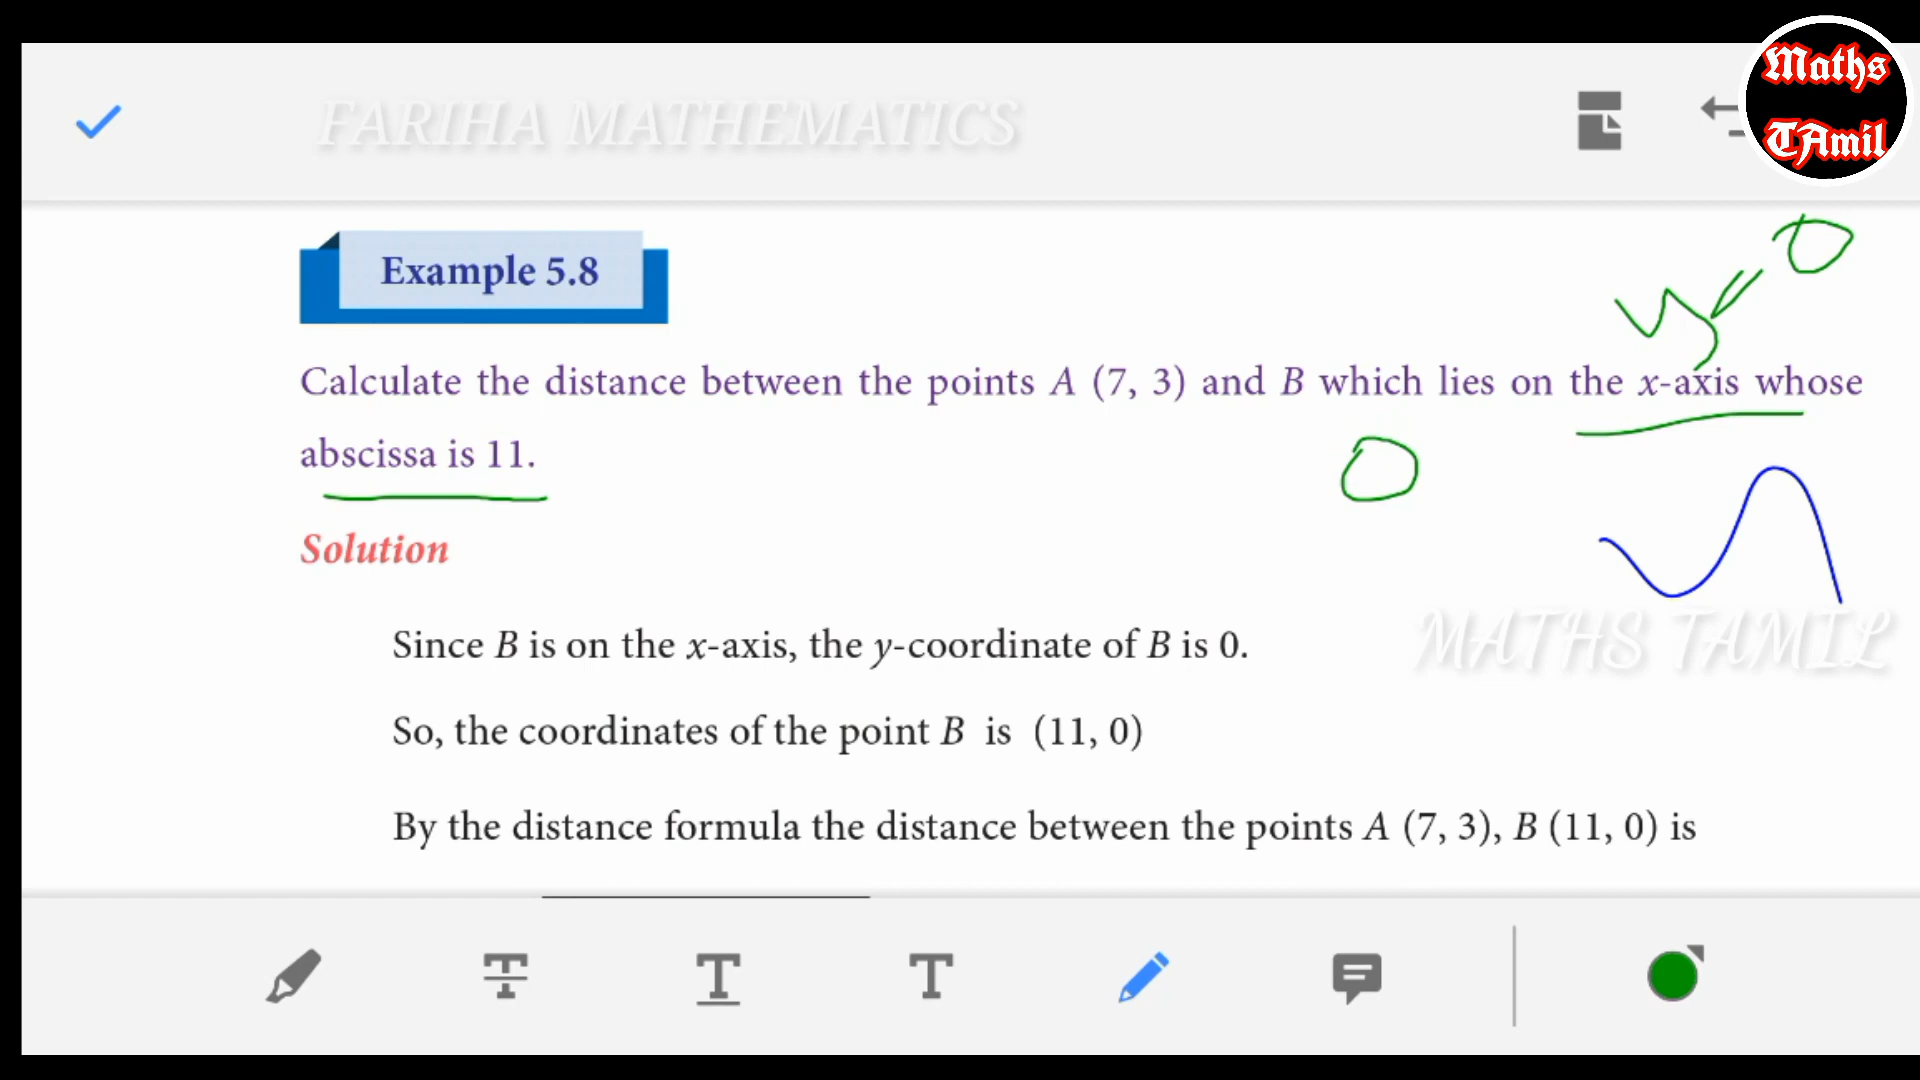 FARIHA MATHEMATICS
Maths
TAmil
Example 5.8
y = 0
Calculate the distance between the points A (7, 3) and B which lies on the x-axis whose
abscissa is 11.
0
Solution
Since B is on the x-axis, the y-coordinate of B is 0.
MATHS TAMIL
So, the coordinates of the point B is (11, 0)
By the distance formula the distance between the points A (7, 3), B (11, 0) is